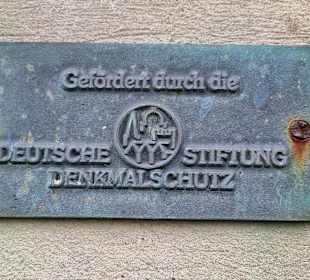 Gefördert durch die
DEUTSCHE STIFTUNG
DENKMALSCHUTZ